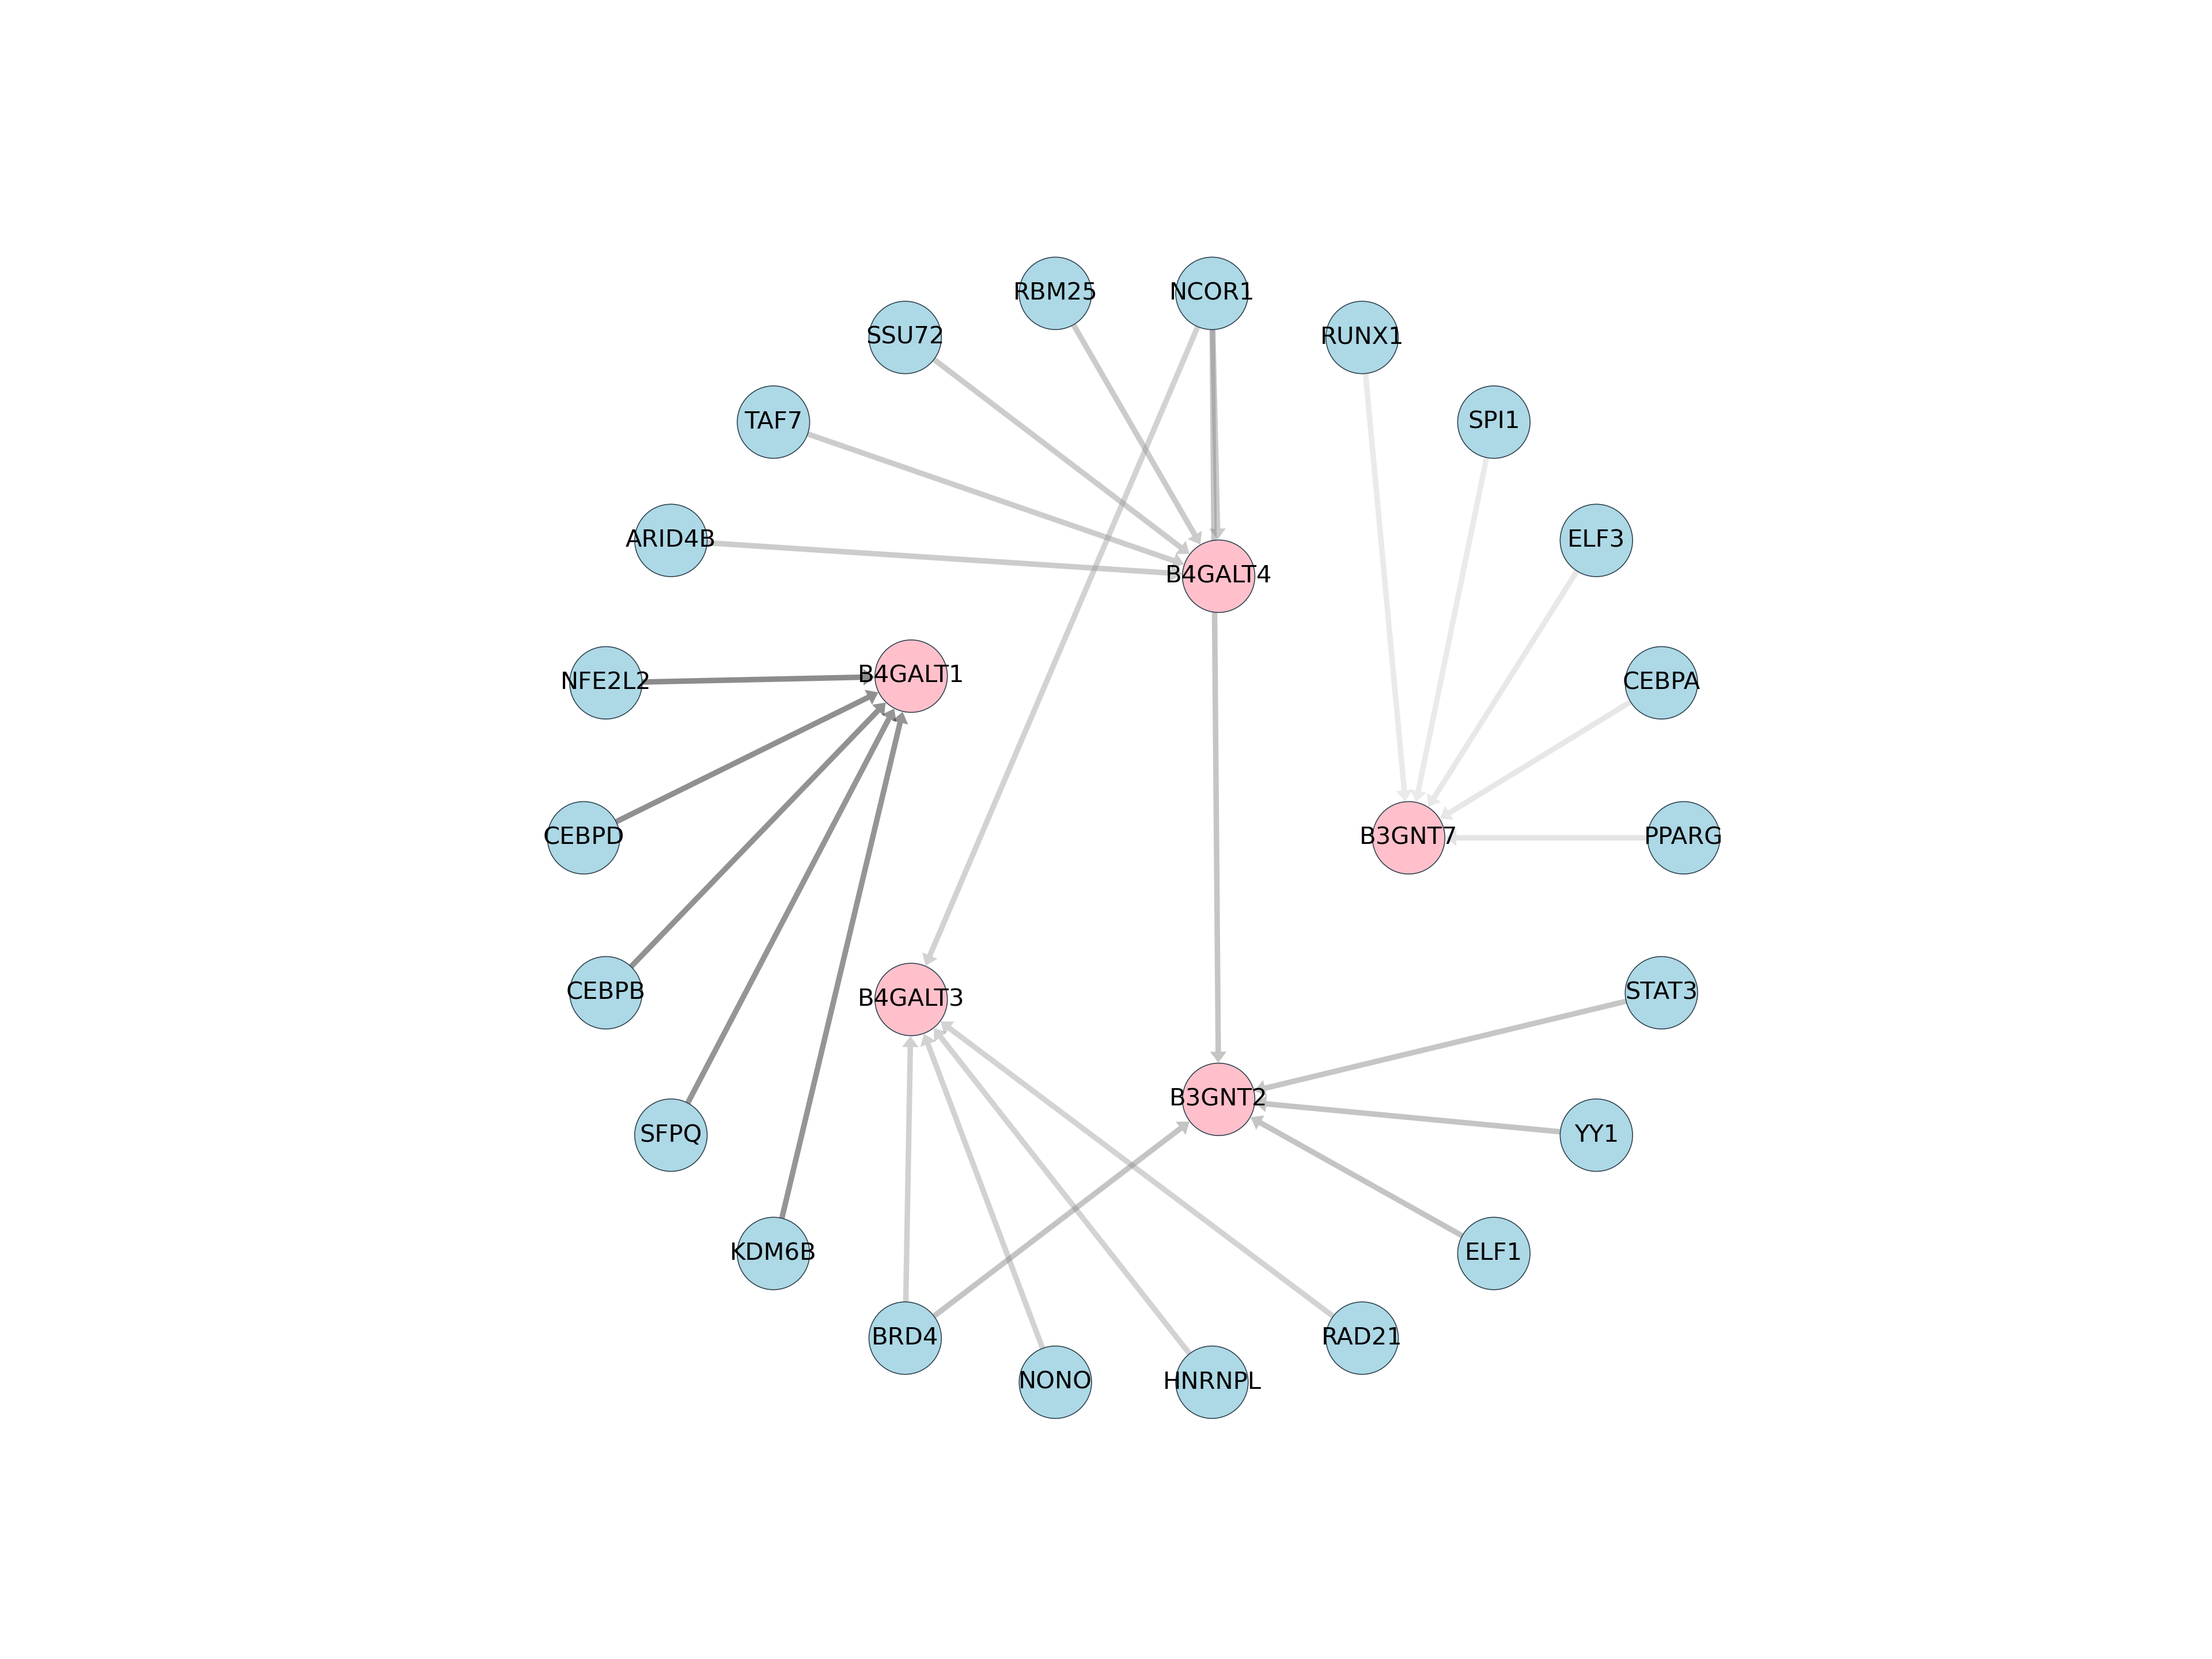 RBM25
NCOR1
SSU72
RUNX1
TAF7
SPI1
ARID4B
ELF3
B4GALT4
B4GALT1
NFE2L2
CEBPA
CEBPD
B3GNT7
PPARG
CEBPB
B4GALT3
STAT3
B3GNT2
SFPQ
YY1
KDM6B
ELF1
BRD4
RAD21
NONO
HNRNPL